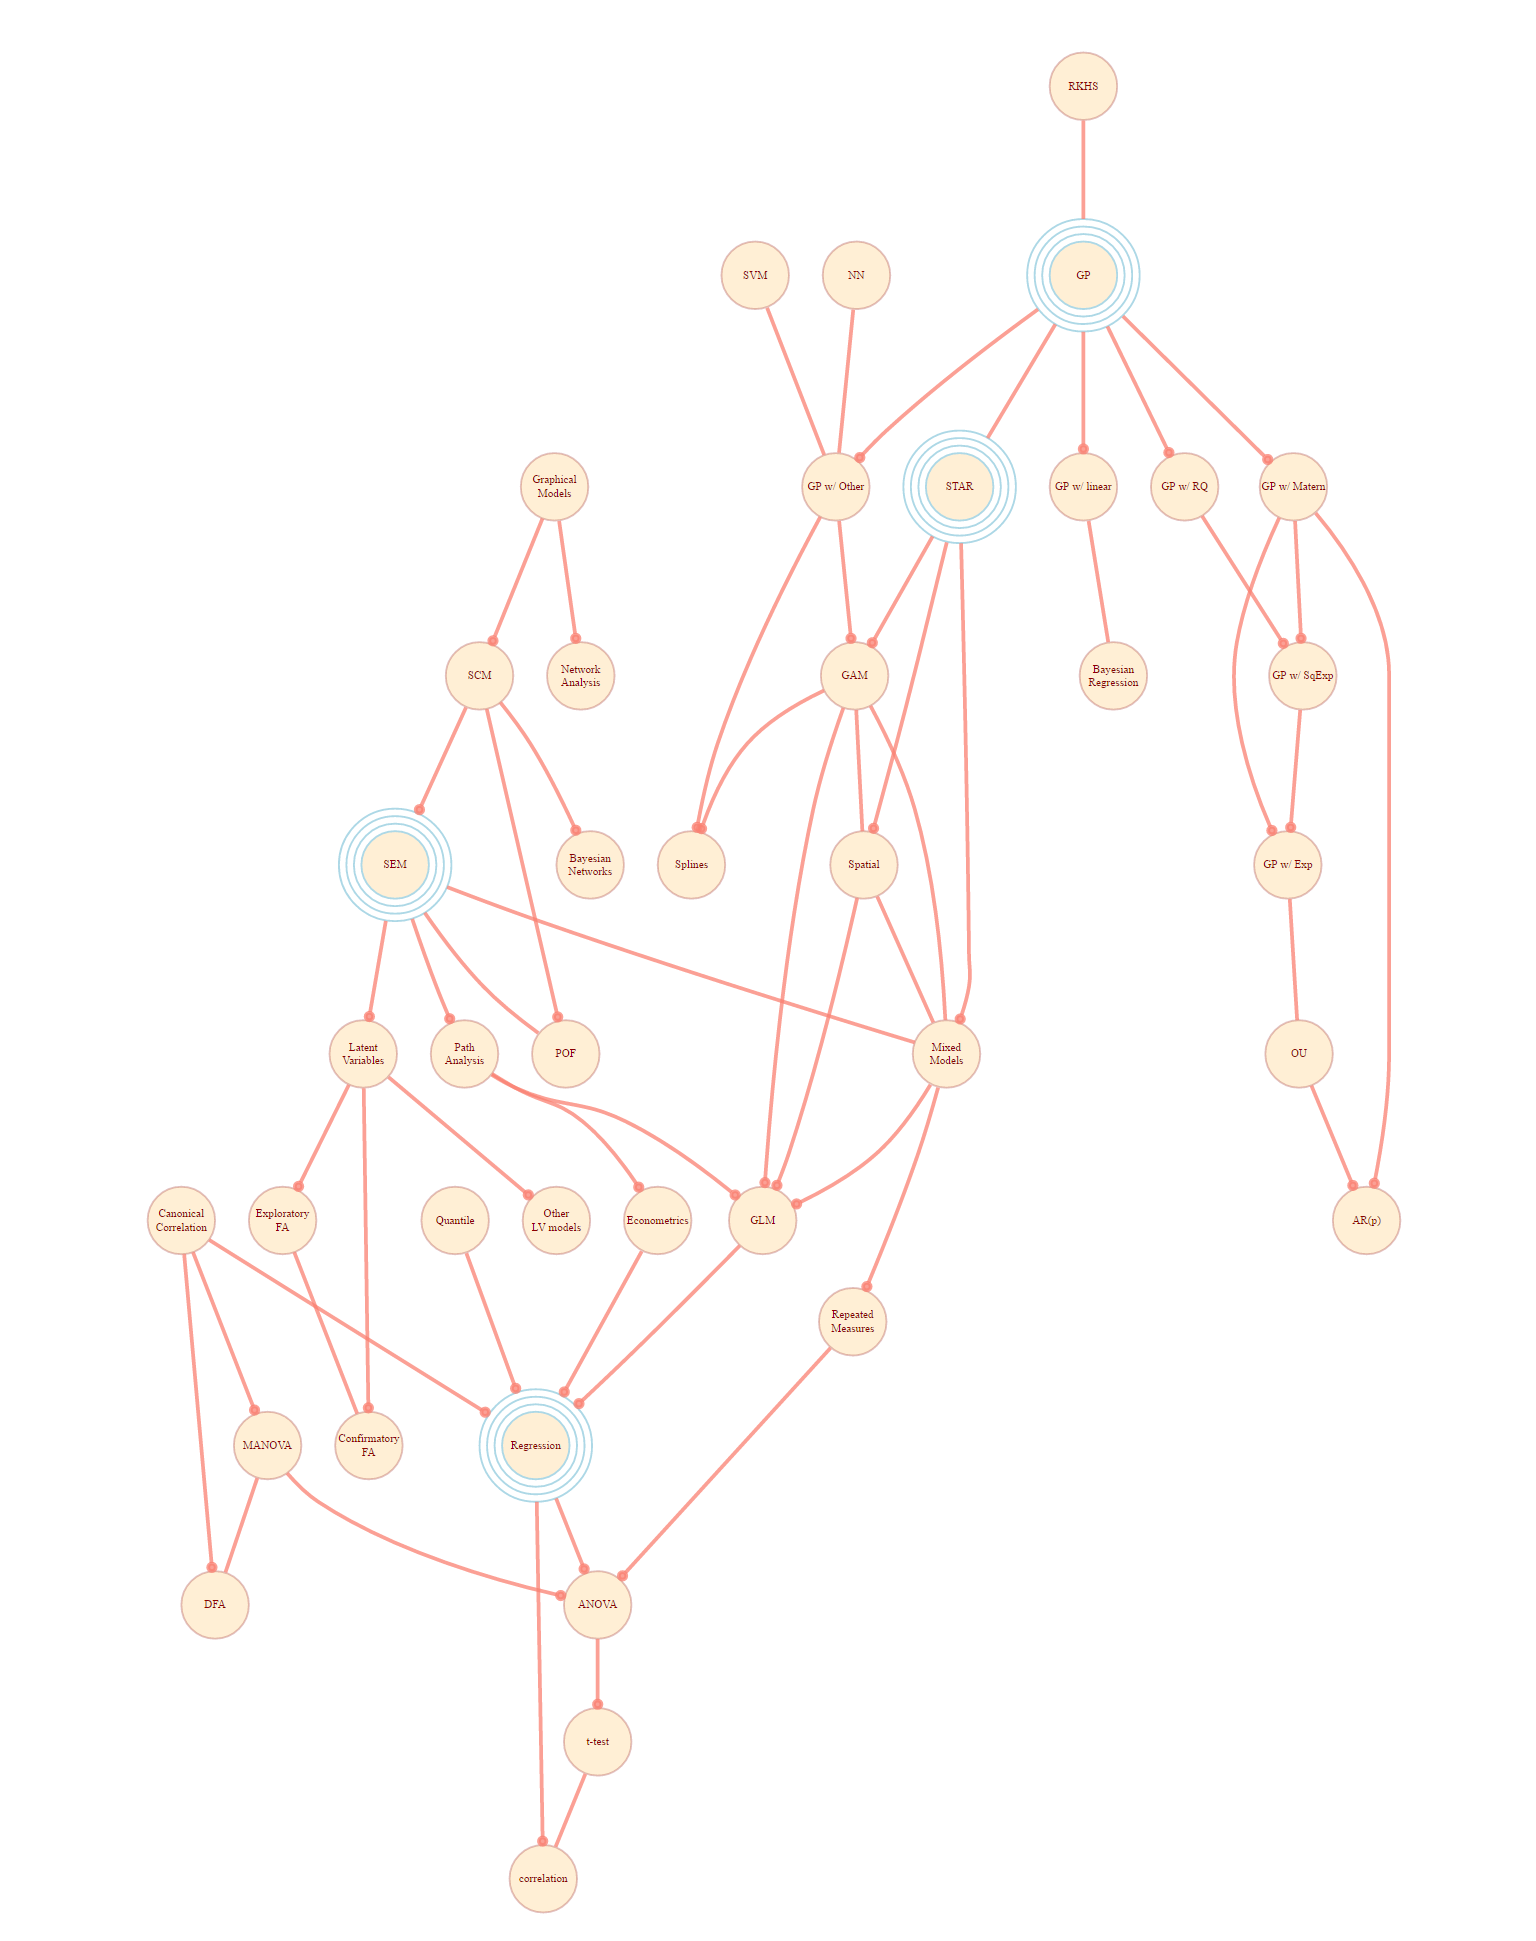 RKHS
SVM
NN
GP
Graphical
Models
GP w/ Other
STAR
GP w/ linear
GP w/ RQ
GP w/ Matern
SCM
Network
Analysis
GAM
Bayesian
Regression
GP w/ SqExp
SEM
Bayesian
Networks
Splines
Spatial
GP w/ Exp
Latent
Variables
Path
Analysis
POF
Mixed
Models
OU
Canonical
Correlation
Exploratory
FA
Quantile
Other
LV models
Econometrics
GLM
AR(p)
Repeated
Measures
MANOVA
Confirmatory
FA
Regression
DFA
ANOVA
t-test
correlation